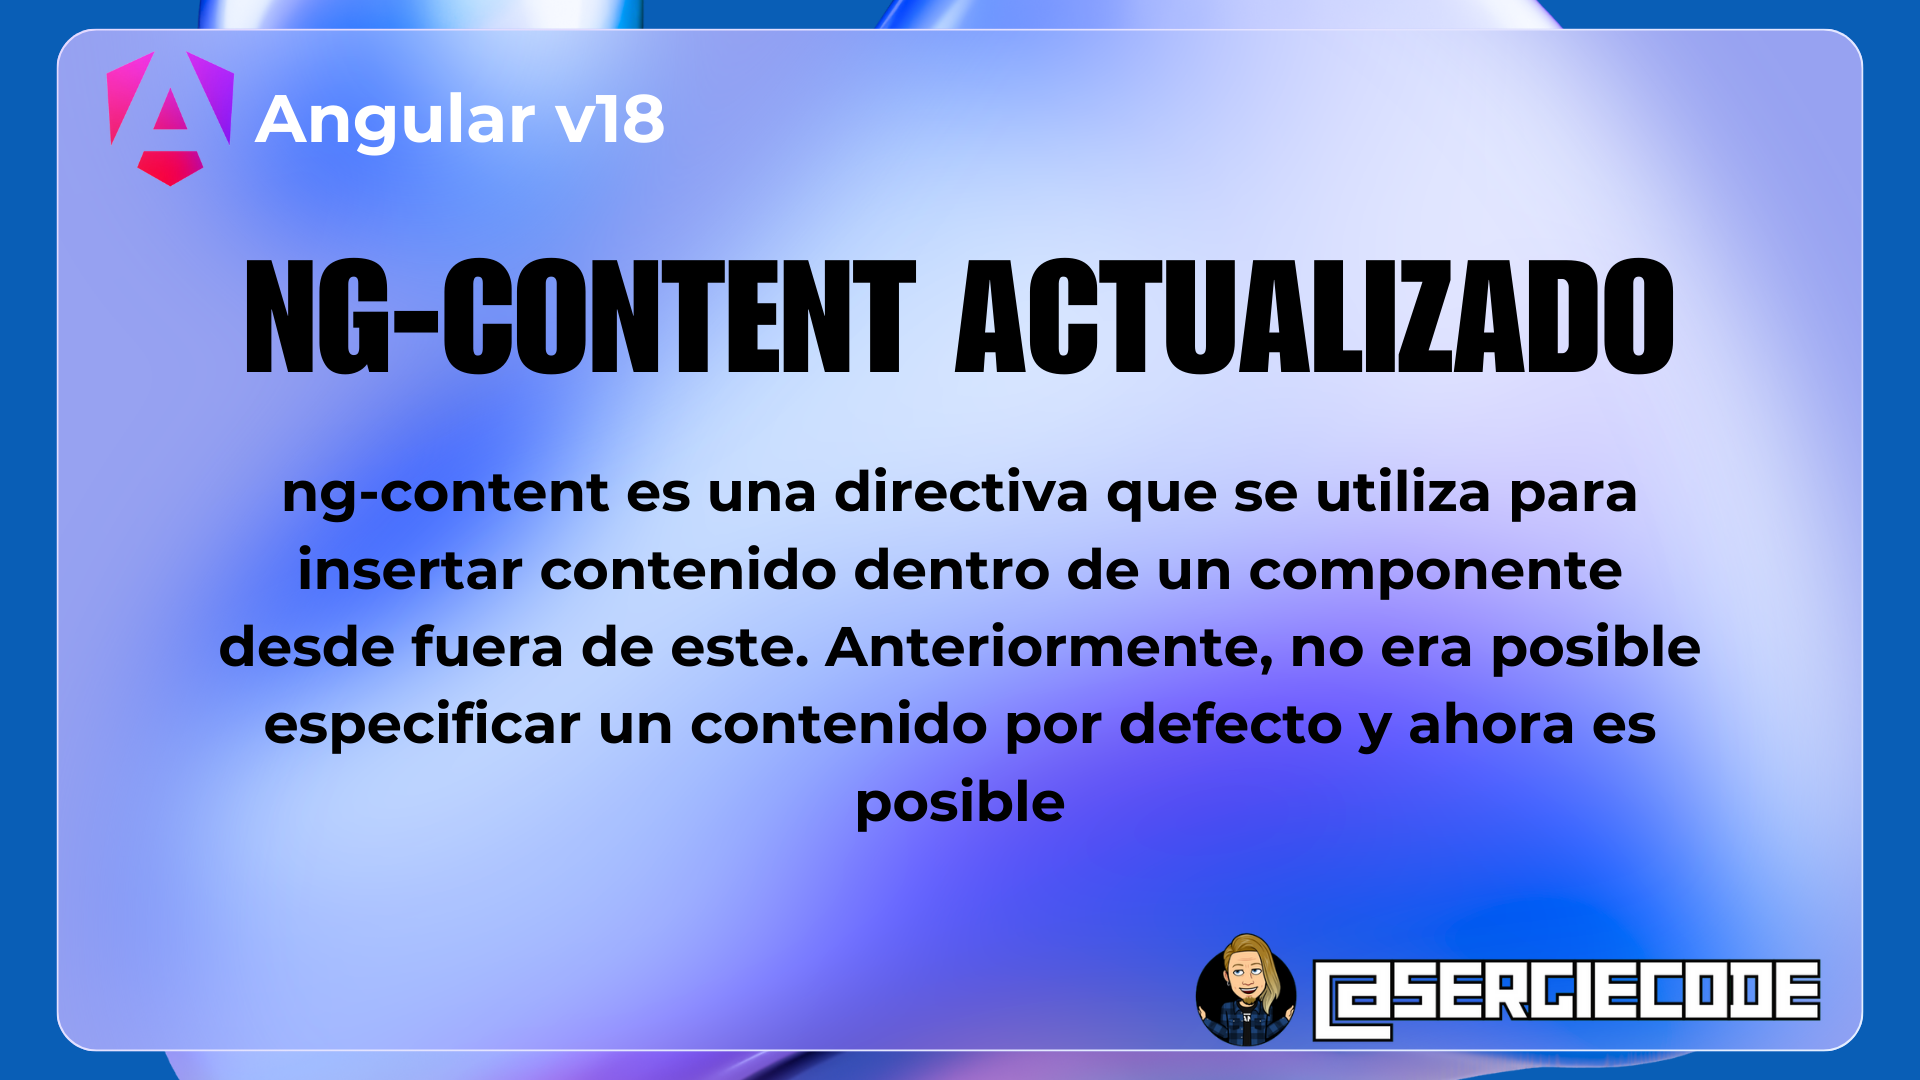 Angular v18
NG-CONTENT ACTUALIZADO
ng-content es una directiva que se utiliza para
insertar contenido dentro de un componente
desde fuera de este. Anteriormente, no era posible
especificar un contenido por defecto y ahora es
posible
@SERGIECODE